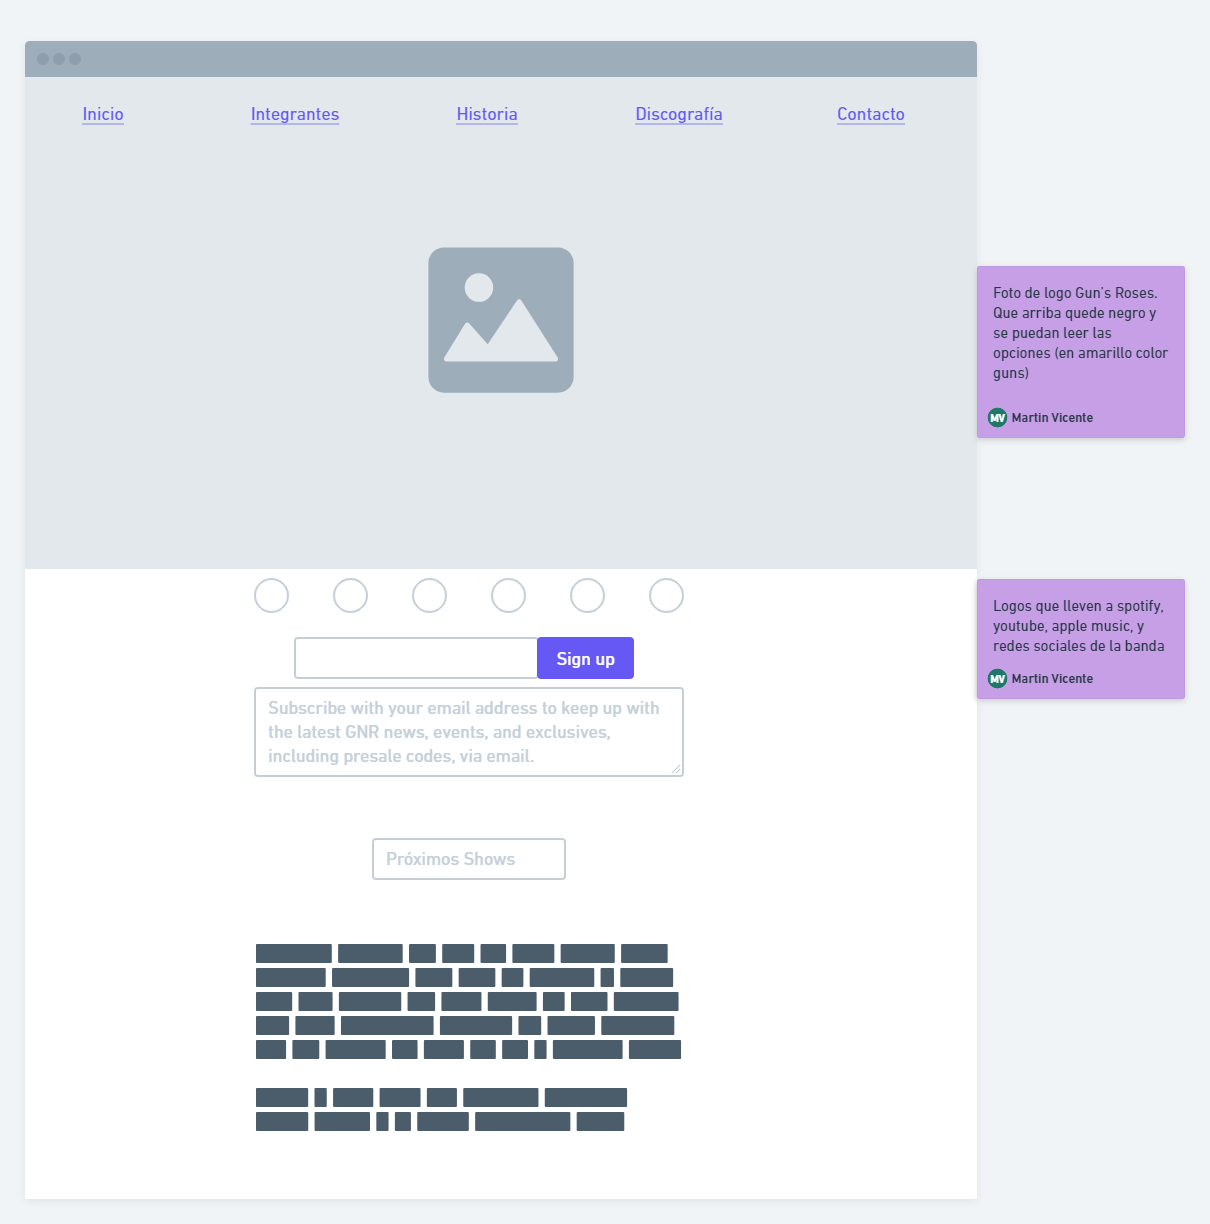 Inicio
Integrantes
Historia
Discografía
Contacto
Foto de logo Gun's Roses.
Que arriba quede negro y
se puedan leer las
opciones (en amarillo color
guns)
MV Martin Vicente
Logos que lleven a spotify,
youtube, apple music, y
redes sociales de la banda
MV Martin Vicente
Sign up
Subscribe with your email address to keep up with
the latest GNR news, events, and exclusives,
including presale codes, via email.
Próximos Shows